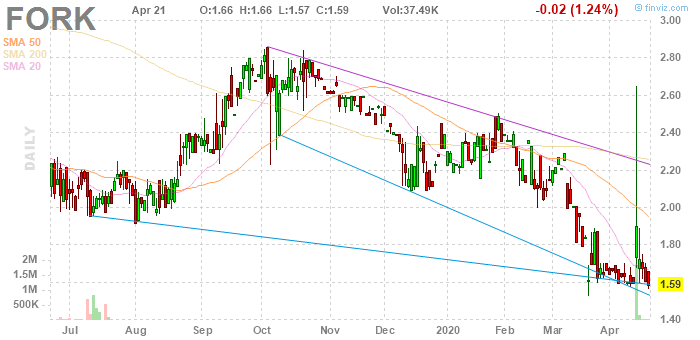 FORK Apr 21 O:1.66 H:1.66 L:1.57 C:1.59 Vol:37.49K -0.02 (1.24%) © finviz.com
SMA 50
SMA 200
SMA 20
DAILY
3.00
2.80
2.60
2.40
2.20
2.00
1.80
1.59
1.40
2M
1.5M
1M
500K
Jul Aug Sep Oct Nov Dec 2020 Feb Mar Apr